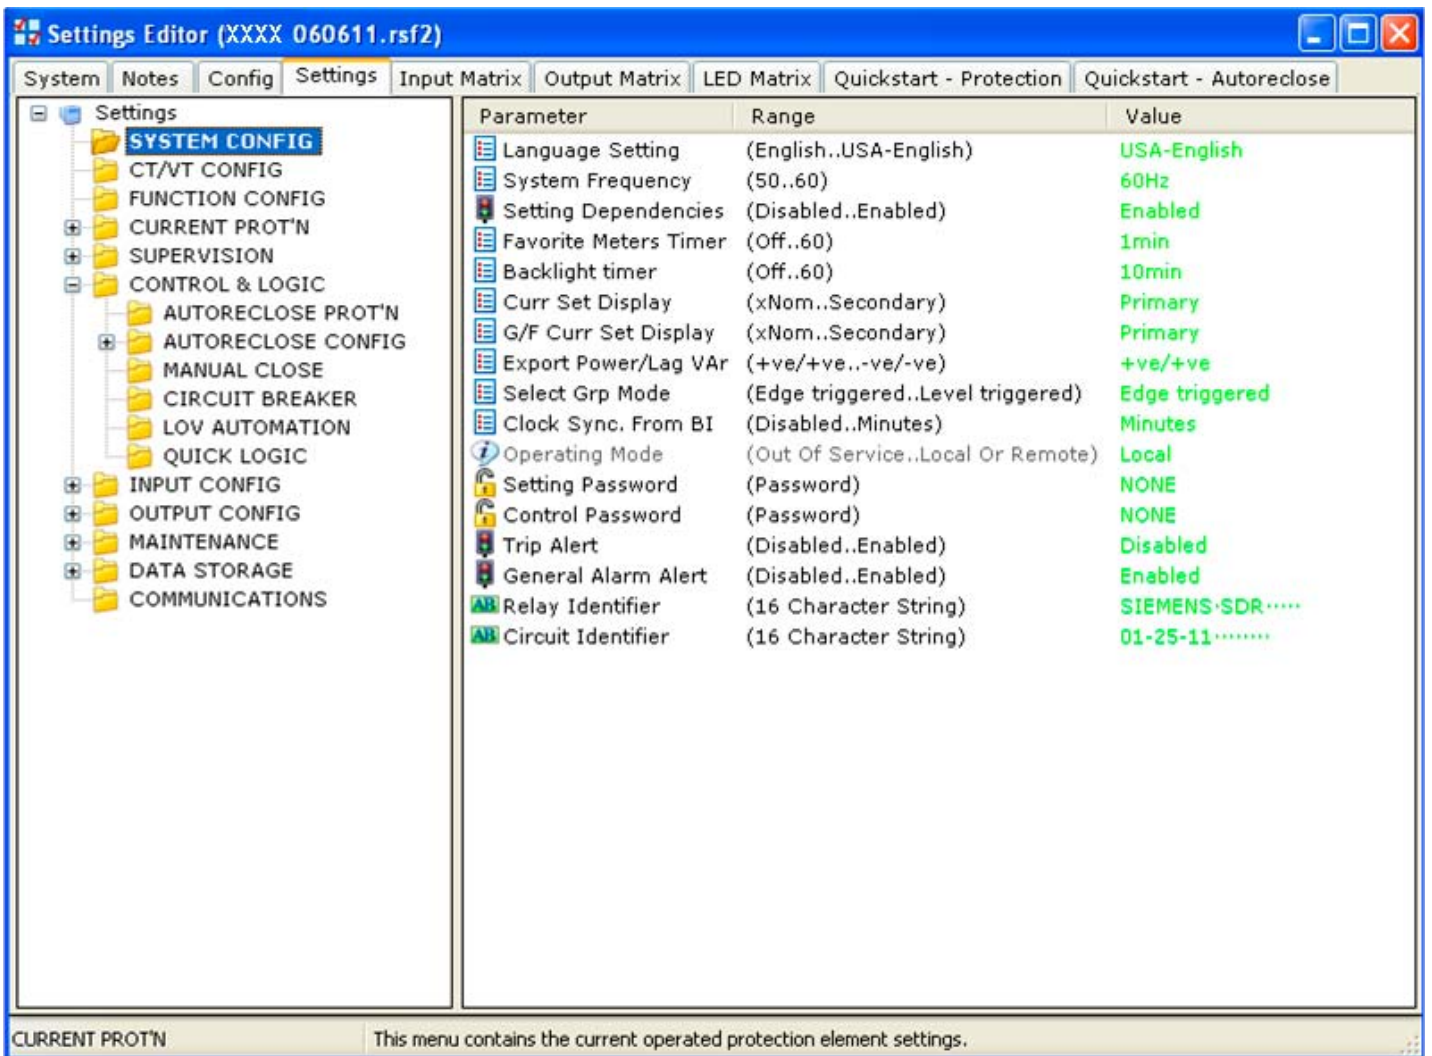 Settings Editor (XXXX 060611.rsf2)
System Notes Config Settings Input Matrix Output Matrix LED Matrix Quickstart - Protection Quickstart - Autoreclose
Settings
SYSTEM CONFIG
CT/VT CONFIG
FUNCTION CONFIG
CURRENT PROT'N
SUPERVISION
CONTROL & LOGIC
AUTORECLOSE PROT'N
AUTORECLOSE CONFIG
MANUAL CLOSE
CIRCUIT BREAKER
LOV AUTOMATION
QUICK LOGIC
INPUT CONFIG
OUTPUT CONFIG
MAINTENANCE
DATA STORAGE
COMMUNICATIONS
Parameter Range Value
Language Setting (English..USA-English) USA-English
System Frequency (50..60) 60Hz
Setting Dependencies (Disabled..Enabled) Enabled
Favorite Meters Timer (Off..60) 1min
Backlight timer (Off..60) 10min
Curr Set Display (xNom..Secondary) Primary
G/F Curr Set Display (xNom..Secondary) Primary
Export Power/Lag VAr (+ve/+ve..-ve/-ve) +ve/+ve
Select Grp Mode (Edge triggered..Level triggered) Edge triggered
Clock Sync. From BI (Disabled..Minutes) Minutes
Operating Mode (Out Of Service..Local Or Remote) Local
Setting Password (Password) NONE
Control Password (Password) NONE
Trip Alert (Disabled..Enabled) Disabled
General Alarm Alert (Disabled..Enabled) Enabled
AB Relay Identifier (16 Character String) SIEMENS·SDR·····
AB Circuit Identifier (16 Character String) 01-25-11········
CURRENT PROT'N This menu contains the current operated protection element settings.